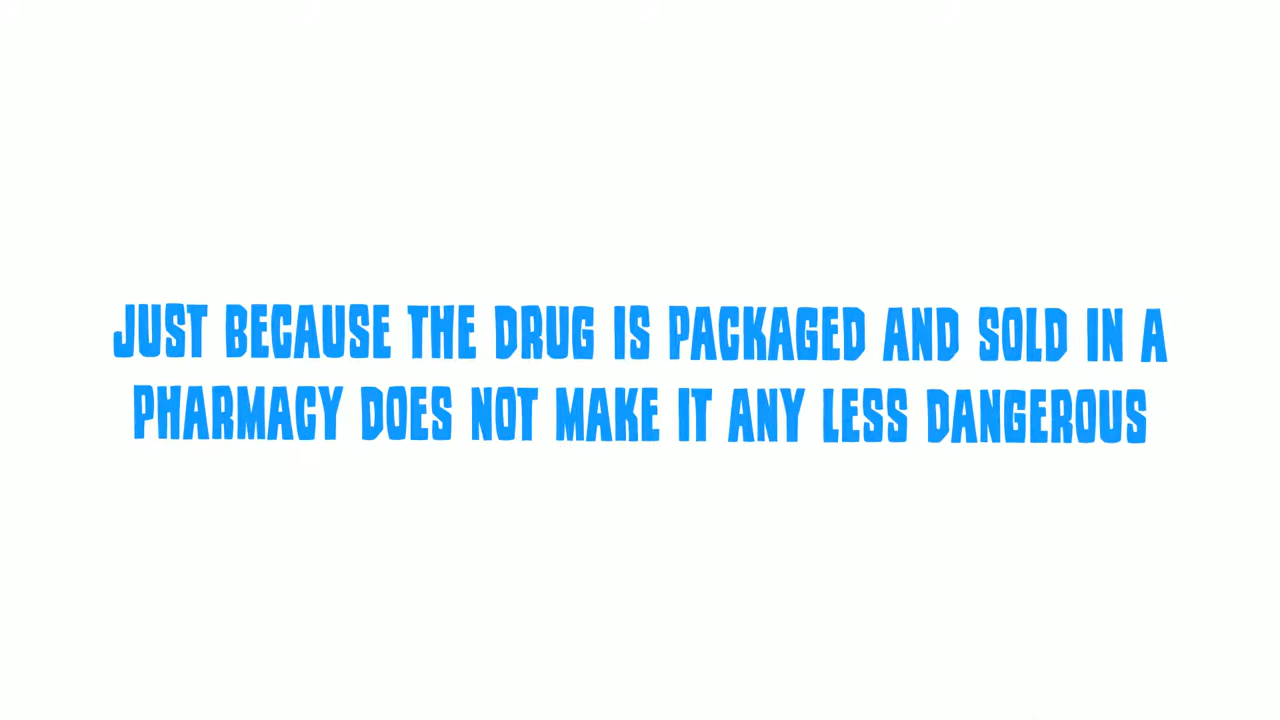 JUST BECAUSE THE DRUG IS PACKAGED AND SOLD IN A
PHARMACY DOES NOT MAKE IT ANY LESS DANGEROUS